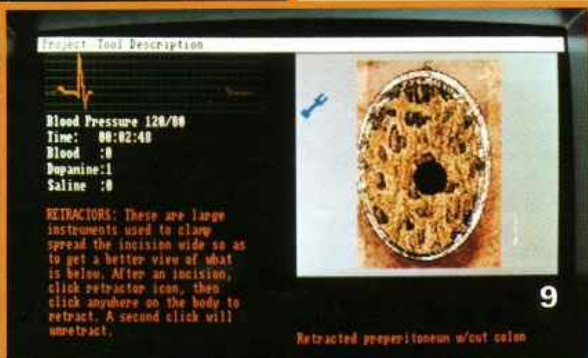 Project Tool Description
Blood Pressure 120/80
Time: 00:02:48
Blood :0
Dopamine:1
Saline :0
RETRACTORS: These are large
instruments used to clamp
spread the incision wide so as
to get a better view of what
is below. After an incision,
click retractor icon, then
click anywhere on the body to
retract. A second click will
unretract.
9
Retracted preperitoneum w/cut colon